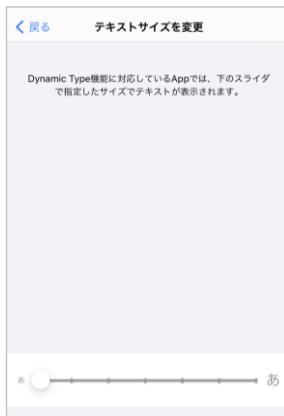 戻る
テキストサイズを変更
Dynamic Type機能に対応しているAppでは、下のスライダ
で指定したサイズでテキストが表示されます。
あ
あ